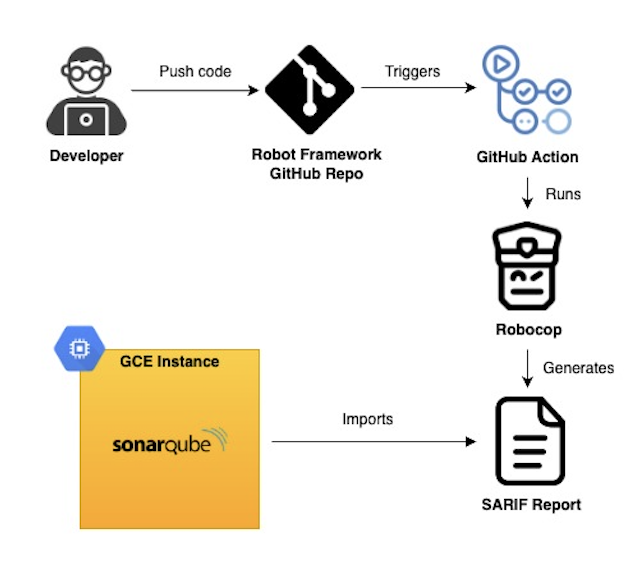 Push code
Triggers
Developer
Robot Framework
GitHub Repo
GitHub Action
Runs
Robocop
GCE Instance
Generates
sonarqube
Imports
SARIF Report